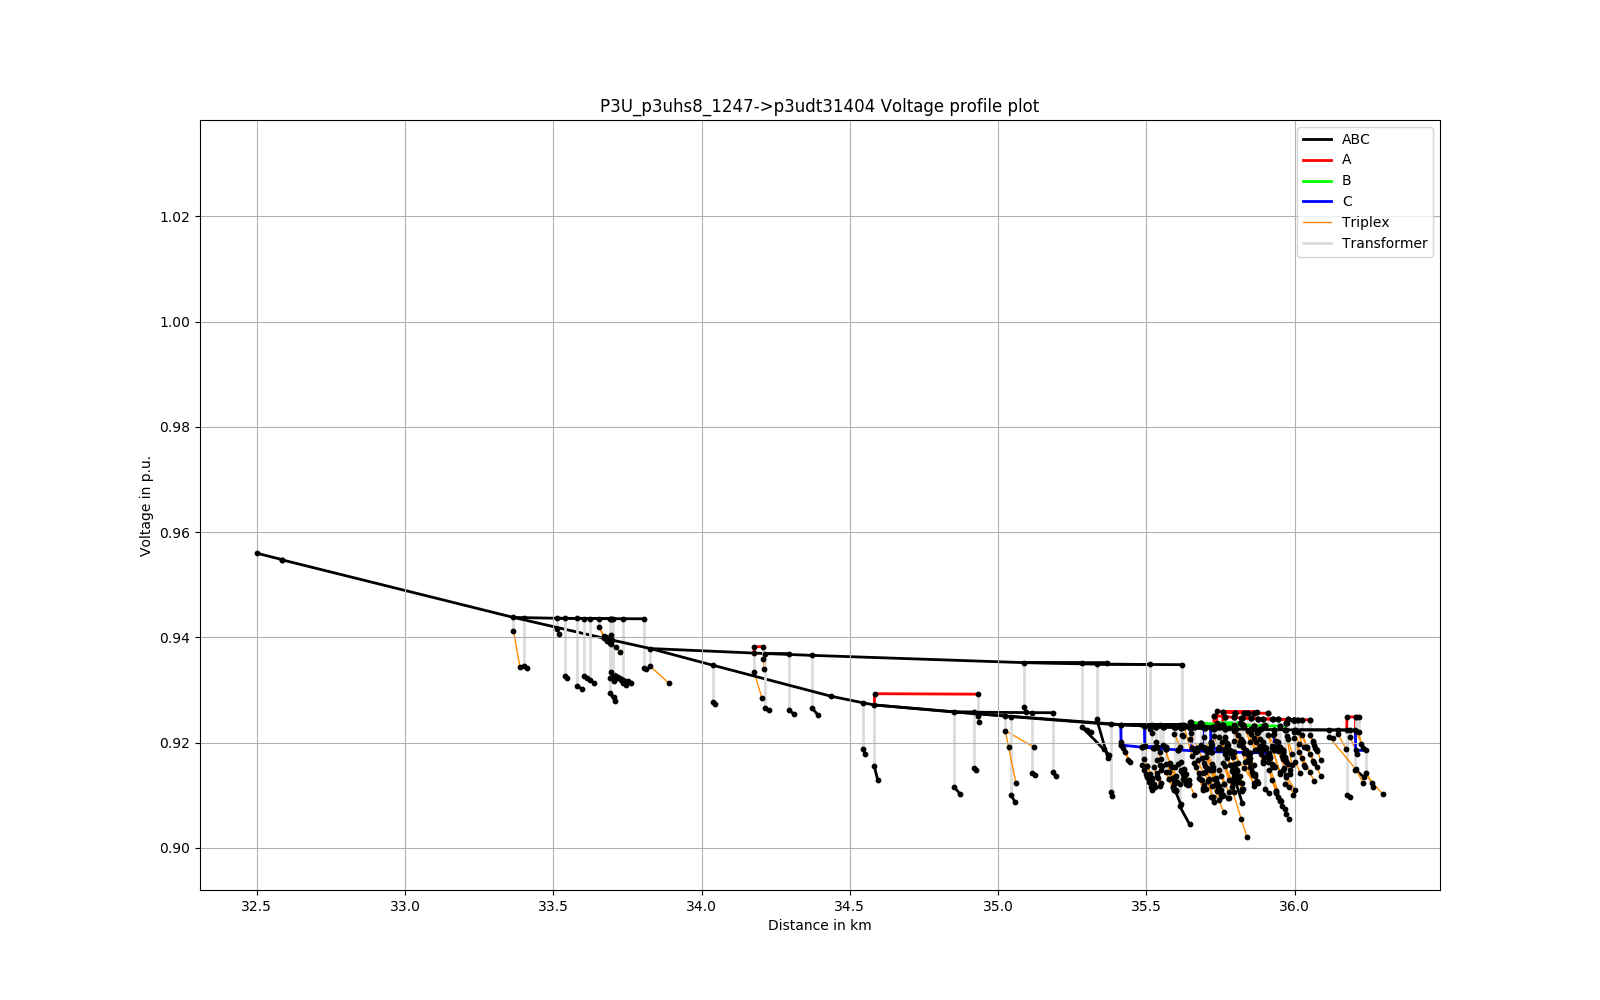 P3U_p3uhs8_1247->p3udt31404 Voltage profile plot
ABC
A
B
C
Triplex
Transformer
1.02
1.00
0.98
0.96
0.94
0.92
0.90
Voltage in p.u.
32.5 33.0 33.5 34.0 34.5 35.0 35.5 36.0
Distance in km